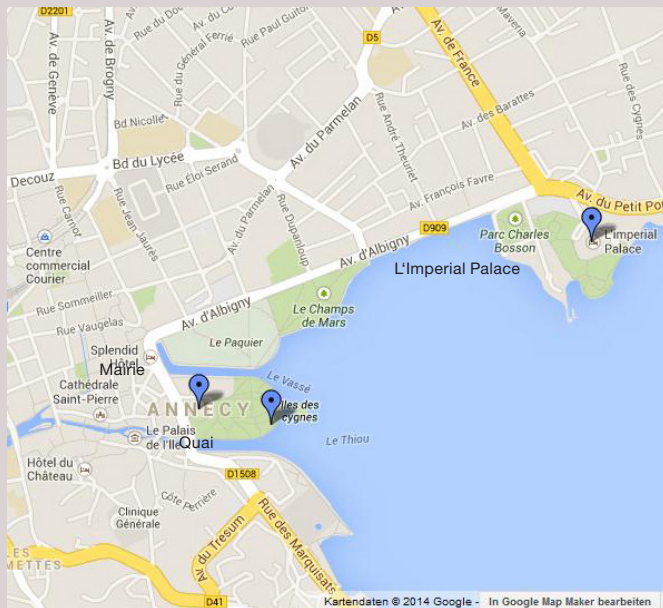 D2201
Av. de Genève
Av. de Brogny
Rue du Général Ferrié
Rue Paul Guiton
D5
Av. de France
Maveria
Rue des Cygnes
Bd Nicolle
Av. du Parmelan
Rue André Theuriet
Av. des Barattes
Decouz
Bd du Lycée
Rue Éloi Serand
Av. François Favre
Av. du Petit Por
Rue Carnot
Rue Jean Jaurès
Av. du Parmelan
Rue Dupanloup
D909
Parc Charles
Bosson
L'Imperial
Palace
Centre
commercial
Courier
Av. d'Albigny
L'Imperial Palace
Rue Sommeiller
Av. d'Albigny
Le Champs
de Mars
Rue Vaugelas
Le Paquier
Splendid
Hôtel
Mairie
Le Vassé
Cathédrale
Saint-Pierre
ANNECY
Iles des
cygnes
Le Palais
de l'Ile
Quai
Le Thiou
Hôtel du
Château
D1508
Côte Perrière
Clinique
Générale
Rue des Marquisats
Av. du Tresum
LES
METTES
D41
Kartendaten © 2014 Google -
In Google Map Maker bearbeiten